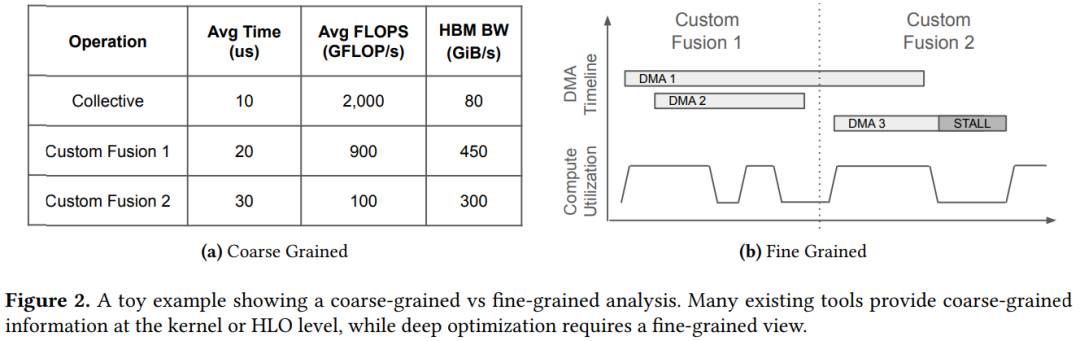 Operation
Avg Time
(us)
Avg FLOPS
(GFLOP/s)
HBM BW
(GiB/s)
Collective
10
2,000
80
Custom Fusion 1
20
900
450
Custom Fusion 2
30
100
300
(a) Coarse Grained
Custom
Fusion 1
Custom
Fusion 2
DMA
Timeline
DMA 1
DMA 2
DMA 3
STALL
Compute
Utilization
(b) Fine Grained
Figure 2. A toy example showing a coarse-grained vs fine-grained analysis. Many existing tools provide coarse-grained
information at the kernel or HLO level, while deep optimization requires a fine-grained view.